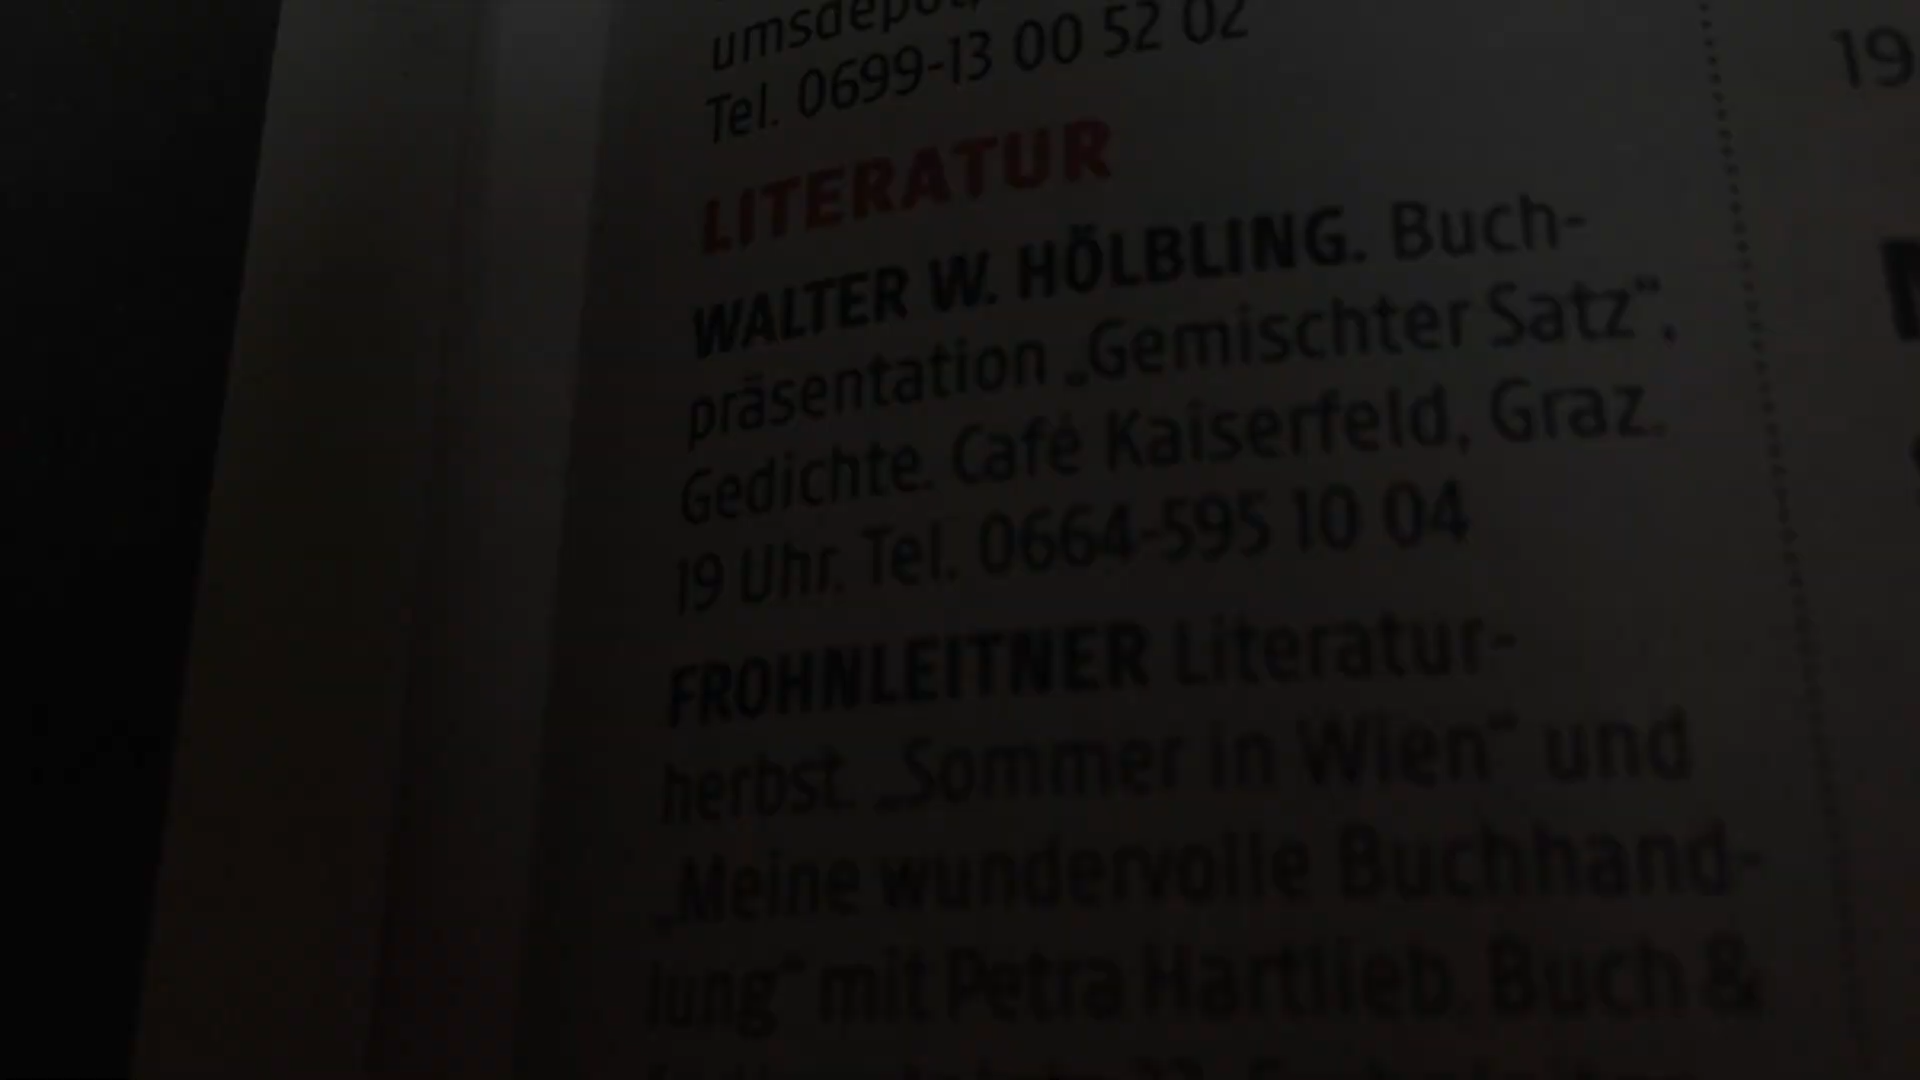 Tel. 0699-13 00 52 02
LITERATUR
WALTER W. HÖLBLING. Buch-
präsentation „Gemischter Satz“,
Gedichte. Café Kaiserfeld, Graz.
19 Uhr. Tel. 0664-595 10 04
FROHNLEITNER Literatur-
herbst. „Sommer in Wien“ und
„Meine wundervolle Buchhand-
lung“ mit Petra Hartlieb. Buch &
19